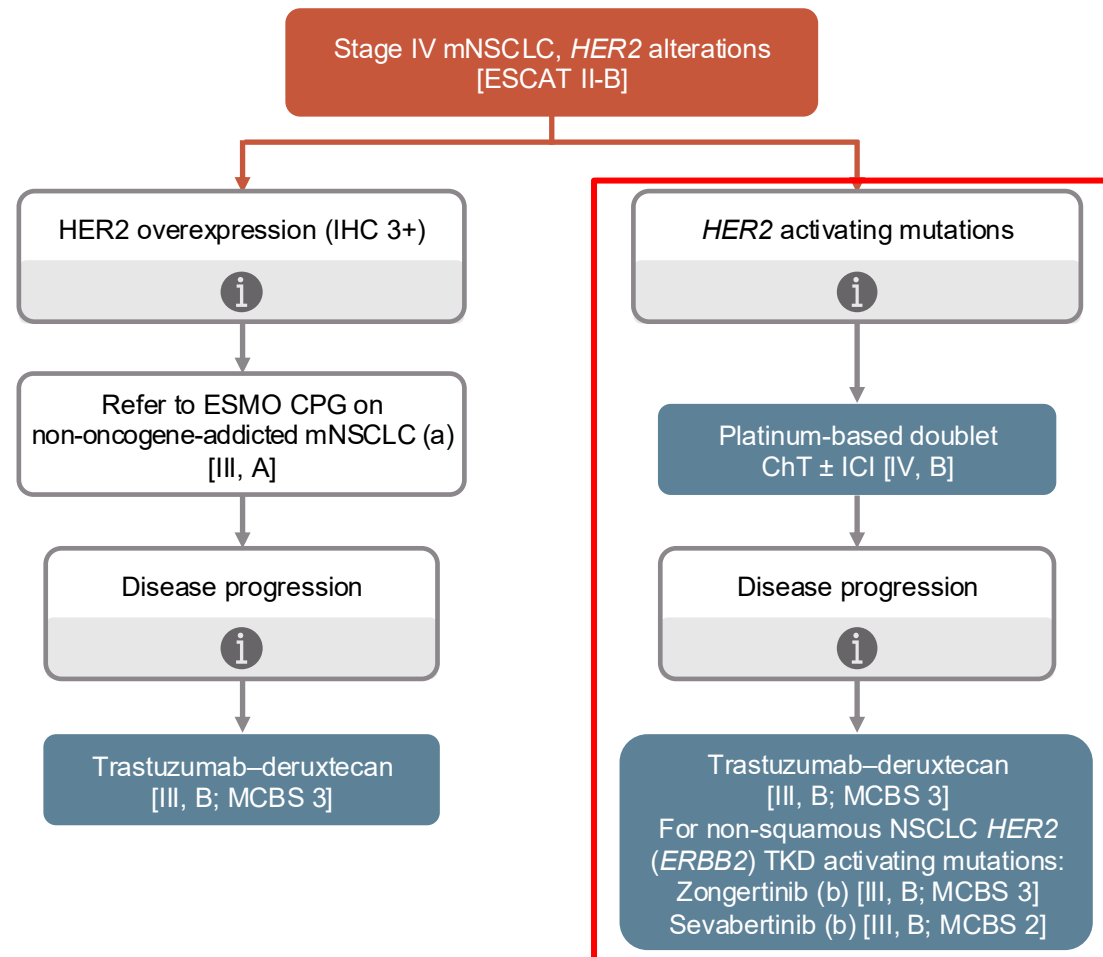 Stage IV mNSCLC, HER2 alterations
[ESCAT II-B]
HER2 overexpression (IHC 3+)
i
Refer to ESMO CPG on
non-oncogene-addicted mNSCLC (a)
[III, A]
Disease progression
i
Trastuzumab–deruxtecan
[III, B; MCBS 3]
HER2 activating mutations
i
Platinum-based doublet
ChT ± ICI [IV, B]
Disease progression
i
Trastuzumab–deruxtecan
[III, B; MCBS 3]
For non-squamous NSCLC HER2
(ERBB2) TKD activating mutations:
Zongertinib (b) [III, B; MCBS 3]
Sevabertinib (b) [III, B; MCBS 2]